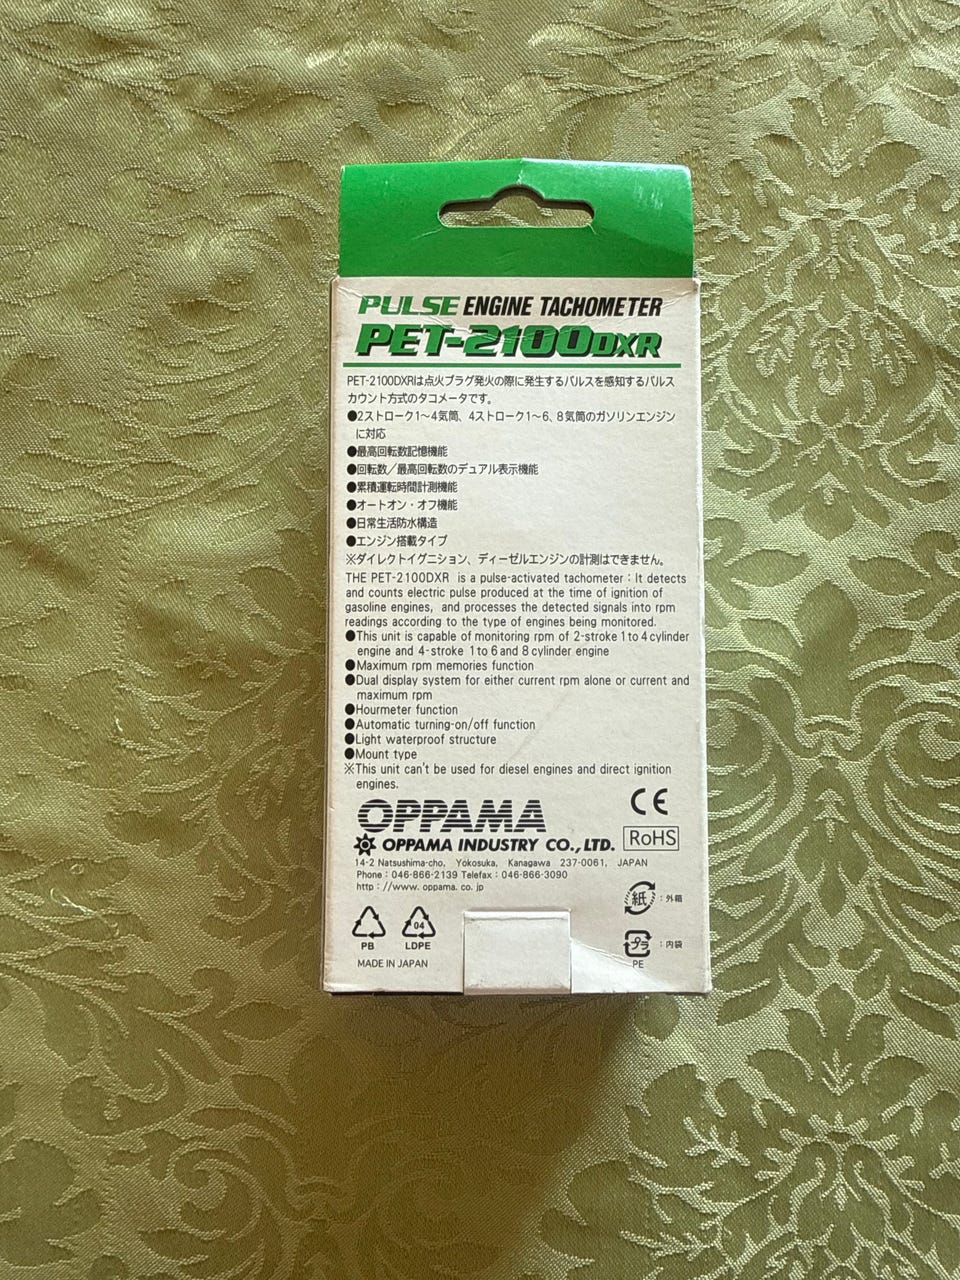 PULSE ENGINE TACHOMETER
PET-2100DXR
PET-2100DXRは点火プラグ発火の際に発生するパルスを感知するパルス
カウント方式のタコメータです。
●2ストローク1〜4気筒、4ストローク1〜6、8気筒のガソリンエンジン
に対応
●最高回転数記憶機能
●回転数／最高回転数のデュアル表示機能
●累積運転時間計測機能
●オートオン・オフ機能
●日常生活防水構造
●エンジン搭載タイプ
※ダイレクトイグニション、ディーゼルエンジンの計測はできません。
THE PET-2100DXR is a pulse-activated tachometer : It detects
and counts electric pulse produced at the time of ignition of
gasoline engines, and processes the detected signals into rpm
readings according to the type of engines being monitored.
●This unit is capable of monitoring rpm of 2-stroke 1 to 4 cylinder
engine and 4-stroke 1 to 6 and 8 cylinder engine
●Maximum rpm memories function
●Dual display system for either current rpm alone or current and
maximum rpm
●Hourmeter function
●Automatic turning-on/off function
●Light waterproof structure
●Mount type
※This unit can't be used for diesel engines and direct ignition
engines.
OPPAMA
CE
OPPAMA INDUSTRY CO., LTD.
RoHS
14-2 Natsushima-cho, Yokosuka, Kanagawa 237-0061, JAPAN
Phone : 046-866-2139 Telefax : 046-866-3090
http : //www. oppama. co. jp
紙 : 外箱
04
PB
LDPE
プラ : 内袋
PE
MADE IN JAPAN